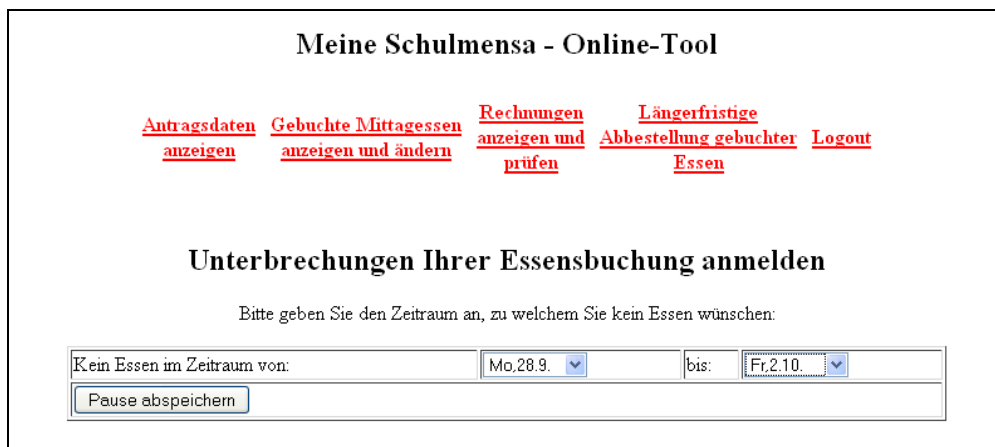 Meine Schulmensa - Online-Tool
Antragsdaten
anzeigen
Gebuchte Mittagessen
anzeigen und ändern
Rechnungen
anzeigen und
prüfen
Längerfristige
Abbestellung gebuchter
Essen
Logout
Unterbrechungen Ihrer Essensbuchung anmelden
Bitte geben Sie den Zeitraum an, zu welchem Sie kein Essen wünschen:
Kein Essen im Zeitraum von: Mo,28.9. bis: Fr,2.10.
Pause abspeichern